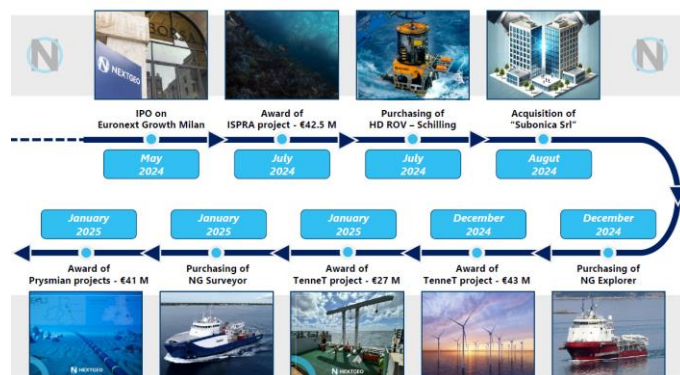 NEXTGEO
IPO on
Euronext Growth Milan
Award of
ISPRA project - €42.5 M
Purchasing of
HD ROV – Schilling
Acquisition of
"Subonica Srl"
May
2024
July
2024
July
2024
Augut
2024
January
2025
January
2025
January
2025
December
2024
December
2024
Award of
Prysmian projects - €41 M
Purchasing of
NG Surveyor
Award of
TenneT project - €27 M
Award of
TenneT project - €43 M
Purchasing of
NG Explorer
NEXTGEO
NEXTGEO